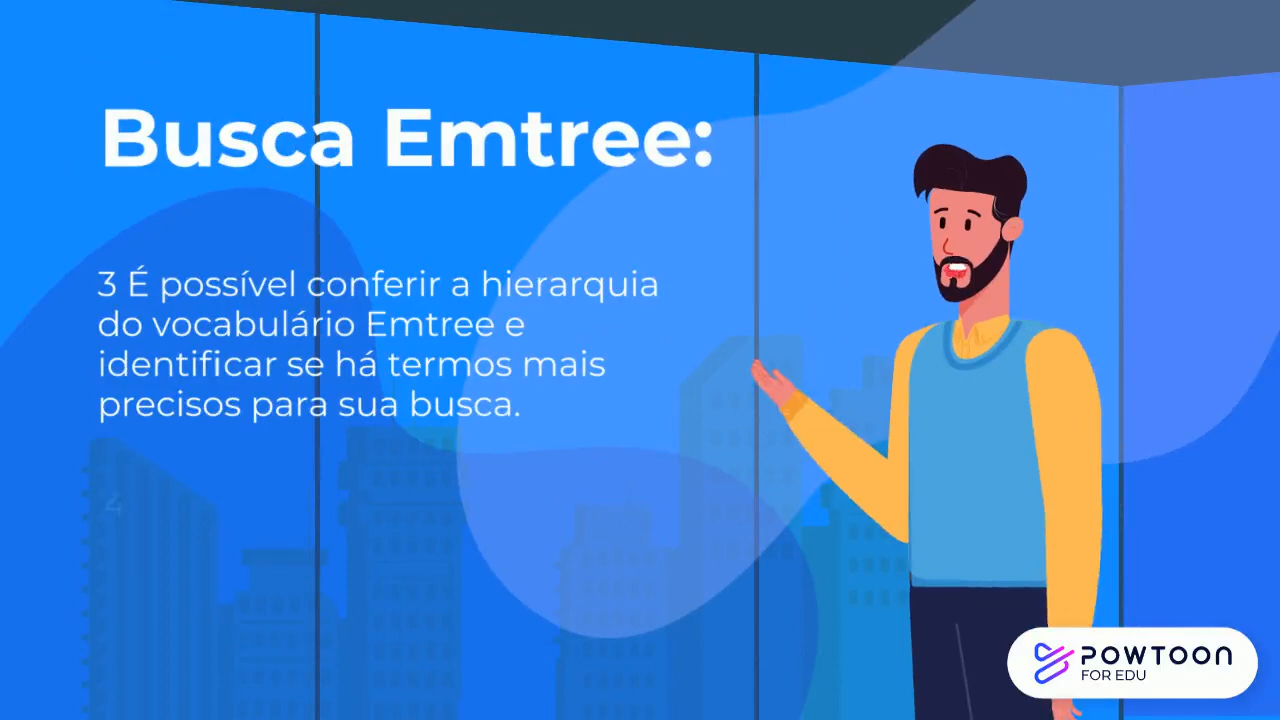 Busca Emtree:
3 É possível conferir a hierarquia
do vocabulário Emtree e
identificar se há termos mais
precisos para sua busca.
4
POWTOON
FOR EDU